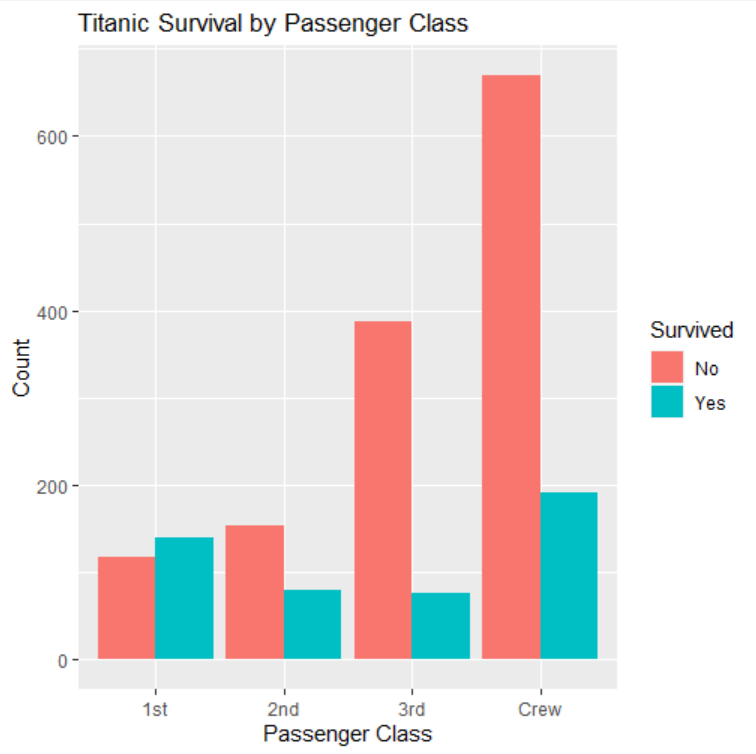 Titanic Survival by Passenger Class
600
400
200
0
Count
1st 2nd 3rd Crew
Passenger Class
Survived
No
Yes